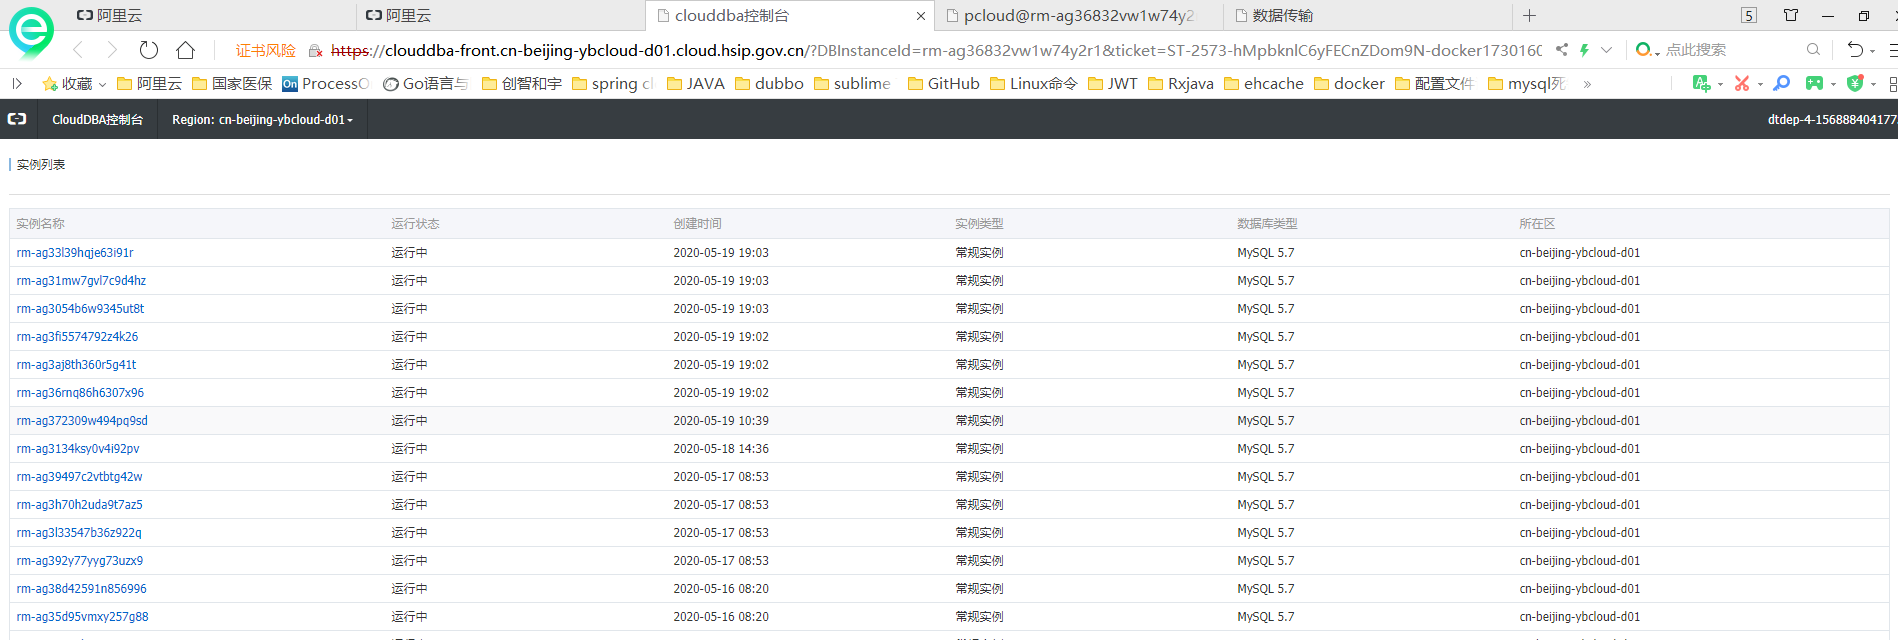 阿里云
阿里云
clouddba控制台
pcloud@rm-ag36832vw1w74y2
数据传输
5
证书风险 https://clouddba-front.cn-beijing-ybcloud-d01.cloud.hsip.gov.cn/?DBInstanceId=rm-ag36832vw1w74y2r1&ticket=ST-2573-hMpbknlC6yFECnZDom9N-docker173016
点此搜索
收藏 阿里云 国家医保 On ProcessO Go语言与 创智和宇 spring cl JAVA dubbo sublime GitHub Linux命令 JWT Rxjava ehcache docker 配置文件 mysql死 »
CloudDBA控制台 Region: cn-beijing-ybcloud-d01 dtdep-4-156888404177
实例列表
实例名称 运行状态 创建时间 实例类型 数据库类型 所在区
rm-ag33l39hqje63i91r 运行中 2020-05-19 19:03 常规实例 MySQL 5.7 cn-beijing-ybcloud-d01
rm-ag31mw7gvl7c9d4hz 运行中 2020-05-19 19:03 常规实例 MySQL 5.7 cn-beijing-ybcloud-d01
rm-ag3054b6w9345ut8t 运行中 2020-05-19 19:03 常规实例 MySQL 5.7 cn-beijing-ybcloud-d01
rm-ag3fi5574792z4k26 运行中 2020-05-19 19:02 常规实例 MySQL 5.7 cn-beijing-ybcloud-d01
rm-ag3aj8th360r5g41t 运行中 2020-05-19 19:02 常规实例 MySQL 5.7 cn-beijing-ybcloud-d01
rm-ag36rnq86h6307x96 运行中 2020-05-19 19:02 常规实例 MySQL 5.7 cn-beijing-ybcloud-d01
rm-ag372309w494pq9sd 运行中 2020-05-19 10:39 常规实例 MySQL 5.7 cn-beijing-ybcloud-d01
rm-ag3134ksy0v4i92pv 运行中 2020-05-18 14:36 常规实例 MySQL 5.7 cn-beijing-ybcloud-d01
rm-ag39497c2vtbtg42w 运行中 2020-05-17 08:53 常规实例 MySQL 5.7 cn-beijing-ybcloud-d01
rm-ag3h70h2uda9t7az5 运行中 2020-05-17 08:53 常规实例 MySQL 5.7 cn-beijing-ybcloud-d01
rm-ag3l33547b36z922q 运行中 2020-05-17 08:53 常规实例 MySQL 5.7 cn-beijing-ybcloud-d01
rm-ag392y77yyg73uzx9 运行中 2020-05-17 08:53 常规实例 MySQL 5.7 cn-beijing-ybcloud-d01
rm-ag38d42591n856996 运行中 2020-05-16 08:20 常规实例 MySQL 5.7 cn-beijing-ybcloud-d01
rm-ag35d95vmxy257g88 运行中 2020-05-16 08:20 常规实例 MySQL 5.7 cn-beijing-ybcloud-d01